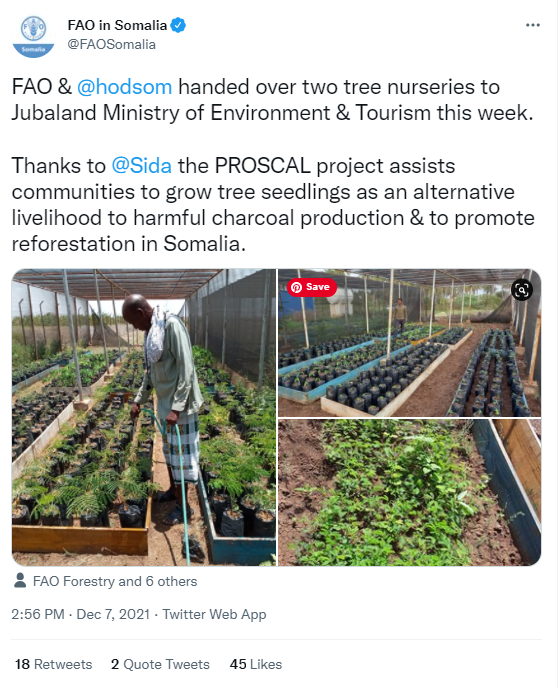 FAO in Somalia
@FAOSomalia
Somalia
FAO & @hodsom handed over two tree nurseries to
Jubaland Ministry of Environment & Tourism this week.
Thanks to @Sida the PROSCAL project assists
communities to grow tree seedlings as an alternative
livelihood to harmful charcoal production & to promote
reforestation in Somalia.
Save
FAO Forestry and 6 others
2:56 PM · Dec 7, 2021 · Twitter Web App
18 Retweets 2 Quote Tweets 45 Likes